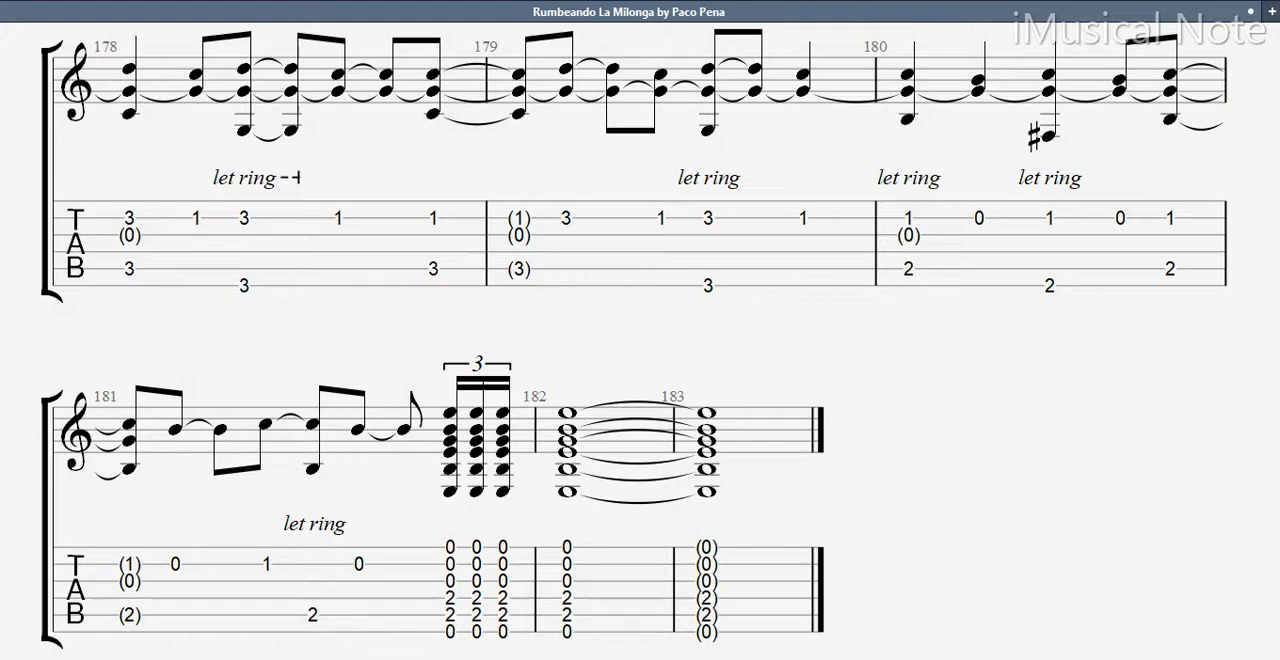 Rumbeando La Milonga by Paco Pena
iMusical Note
178 179 180
let ring let ring let ring let ring
T 3 1 3 1 1 (1) 3 1 3 1 1 0 1 0 1
(0) (0) (0)
A
B 3 3 (3) 2 2
3 3 2
3
181 182 183
let ring
0 0 0 0 (0)
T (1) 0 1 0 0 0 0 0 (0)
(0) 0 0 0 0 (0)
A 2 2 2 2 (2)
B (2) 2 2 2 2 2 (2)
0 0 0 0 (0)